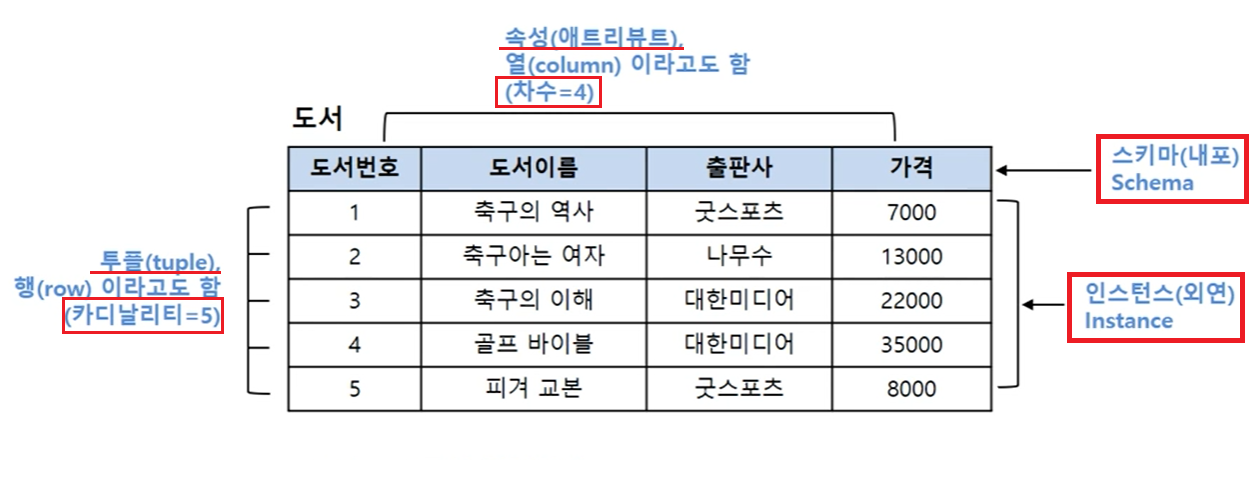 속성(애트리뷰트),
열(column) 이라고도 함
(차수=4)
도서
도서번호 도서이름 출판사 가격
스키마(내포)
Schema
1 축구의 역사 굿스포츠 7000
2 축구아는 여자 나무수 13000
3 축구의 이해 대한미디어 22000
4 골프 바이블 대한미디어 35000
5 피겨 교본 굿스포츠 8000
투플(tuple),
행(row) 이라고도 함
(카디날리티=5)
인스턴스(외연)
Instance